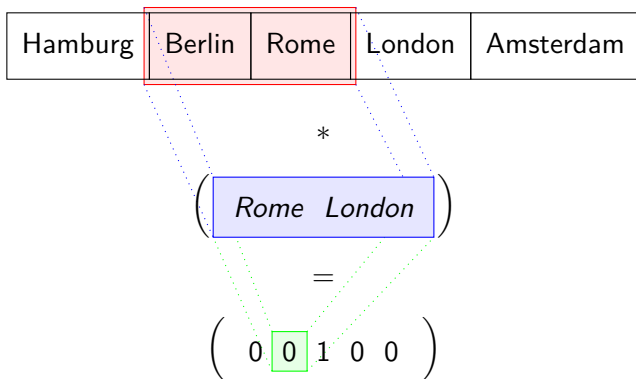 Hamburg Berlin Rome London Amsterdam
*
( Rome London )
=
( 0 0 1 0 0 )